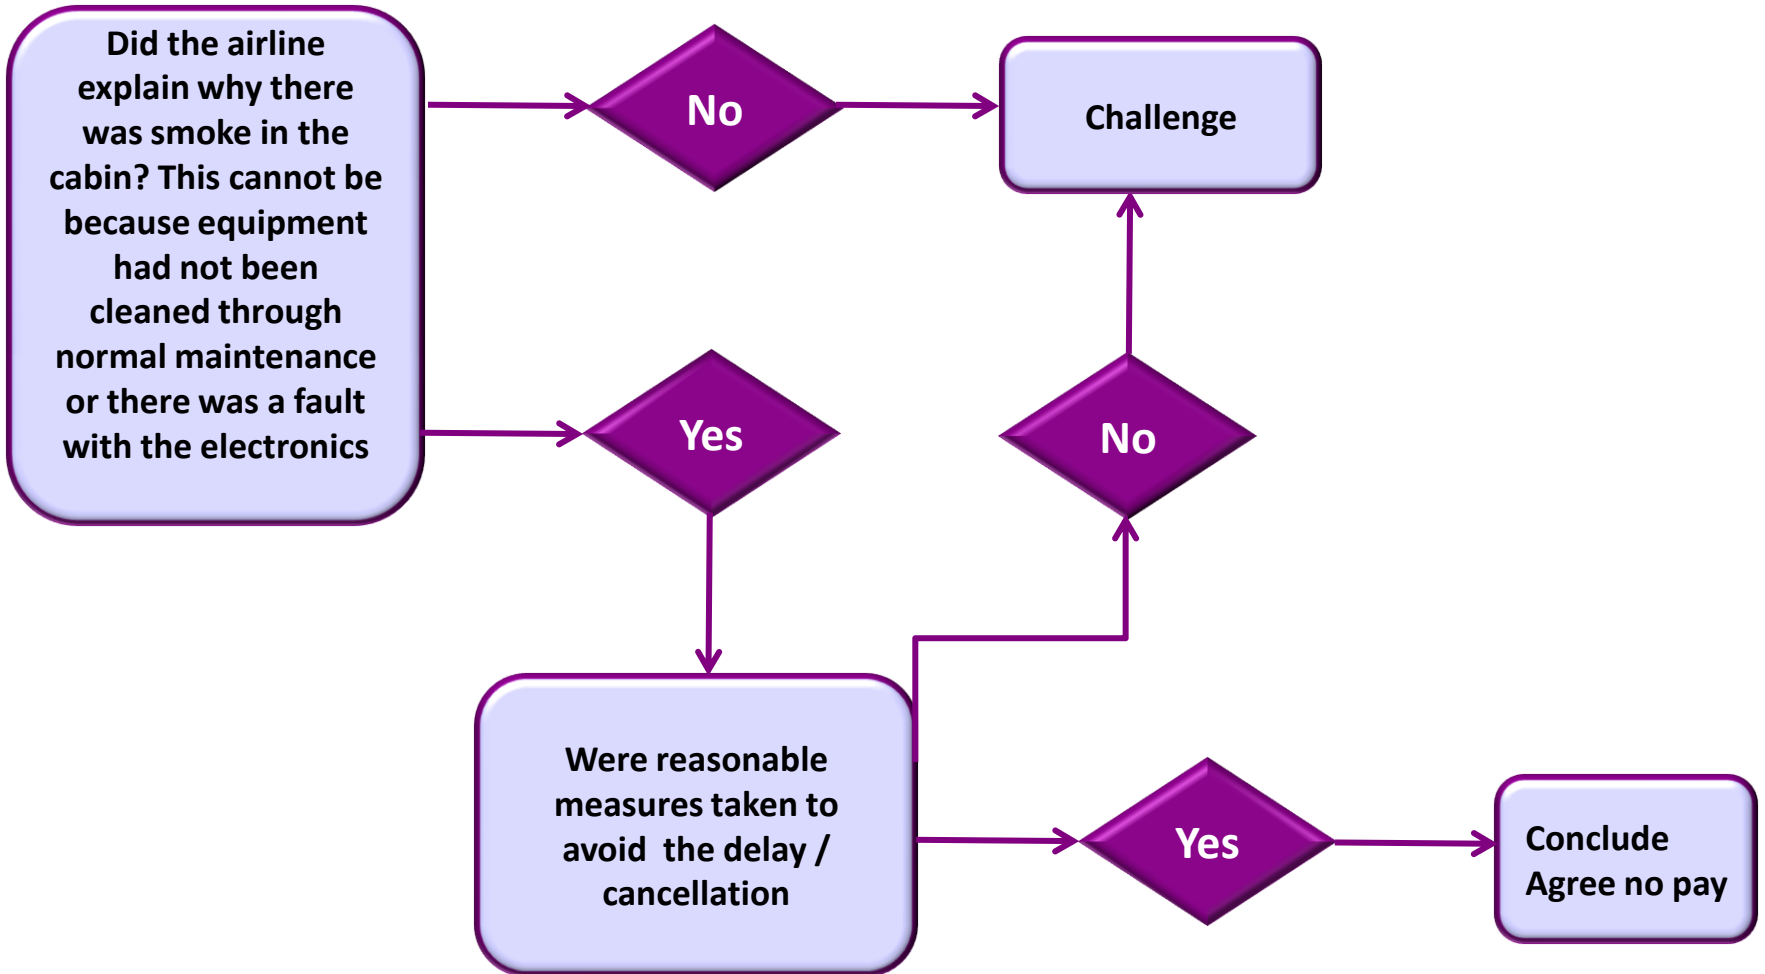 Did the airline
explain why there
was smoke in the
cabin? This cannot be
because equipment
had not been
cleaned through
normal maintenance
or there was a fault
with the electronics
No
Challenge
Yes
No
Were reasonable
measures taken to
avoid  the delay /
cancellation
Yes
Conclude
Agree no pay